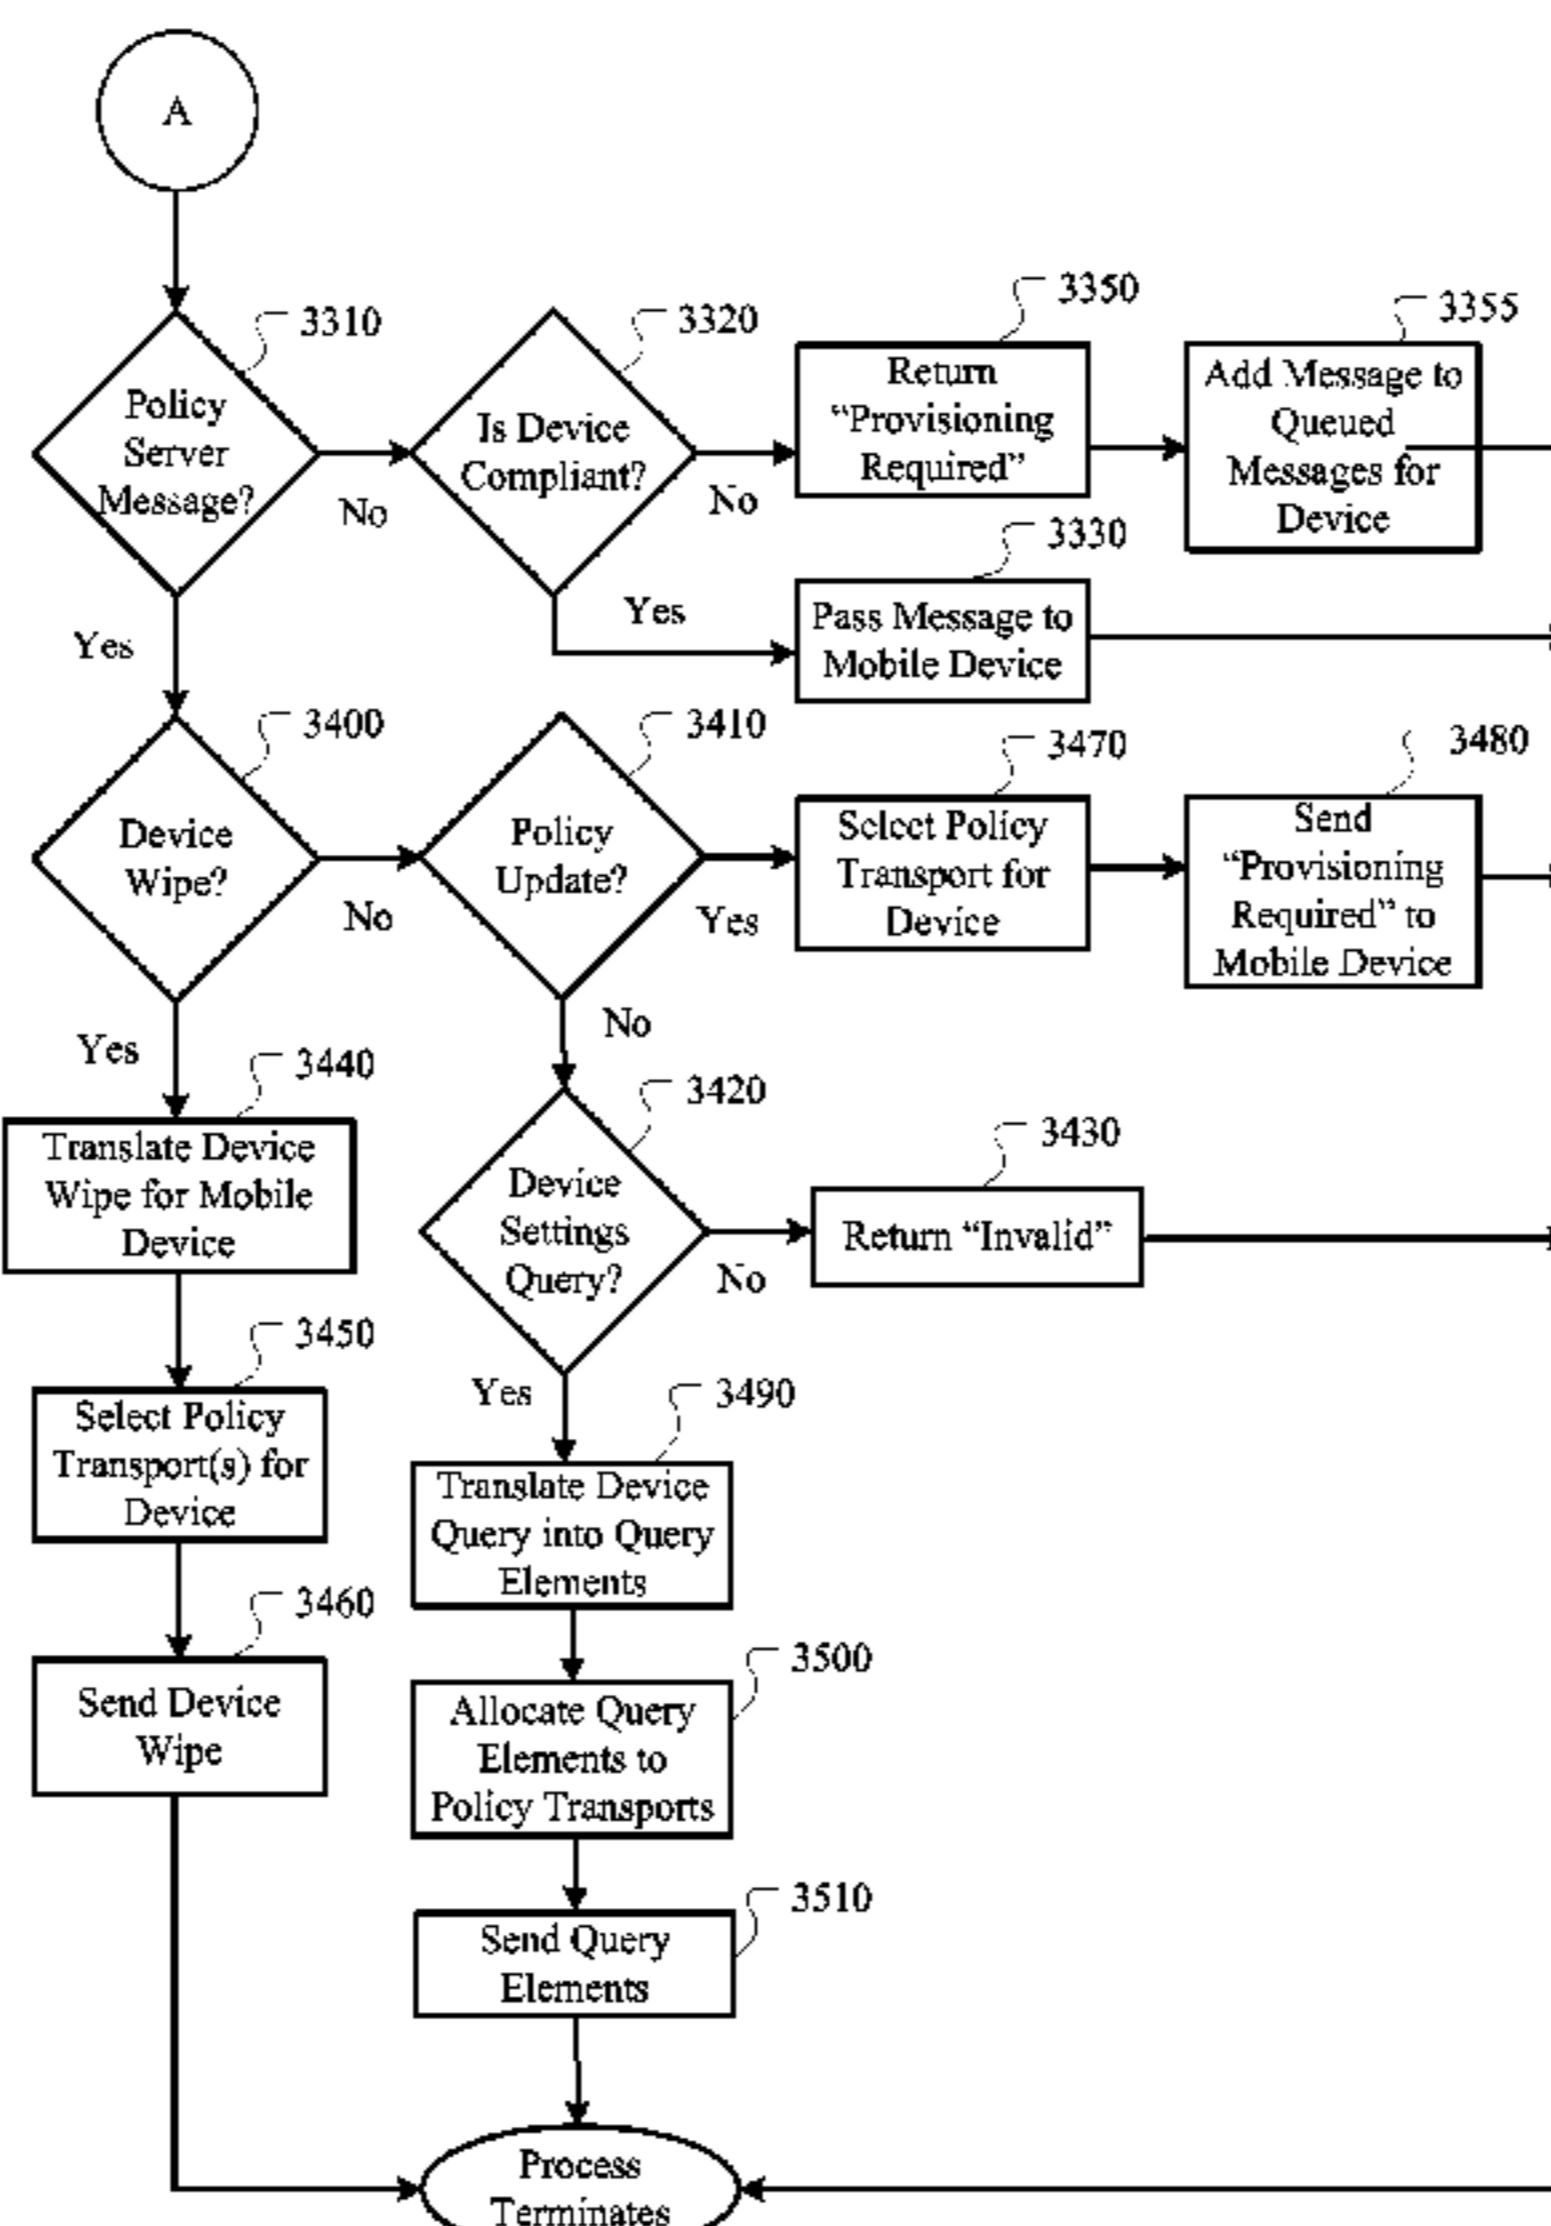 A
3310
Policy
Server
Message?
No
Yes
3320
Is Device
Compliant?
No
Yes
3350
Return
“Provisioning
Required”
3355
Add Message to
Queued
Messages for
Device
3330
Pass Message to
Mobile Device
3400
Device
Wipe?
No
Yes
3410
Policy
Update?
Yes
No
3470
Select Policy
Transport for
Device
3480
Send
“Provisioning
Required” to
Mobile Device
3440
Translate Device
Wipe for Mobile
Device
3420
Device
Settings
Query?
No
Yes
3430
Return “Invalid”
3450
Select Policy
Transport(s) for
Device
3490
Translate Device
Query into Query
Elements
3460
Send Device
Wipe
3500
Allocate Query
Elements to
Policy Transports
3510
Send Query
Elements
Process
Terminates